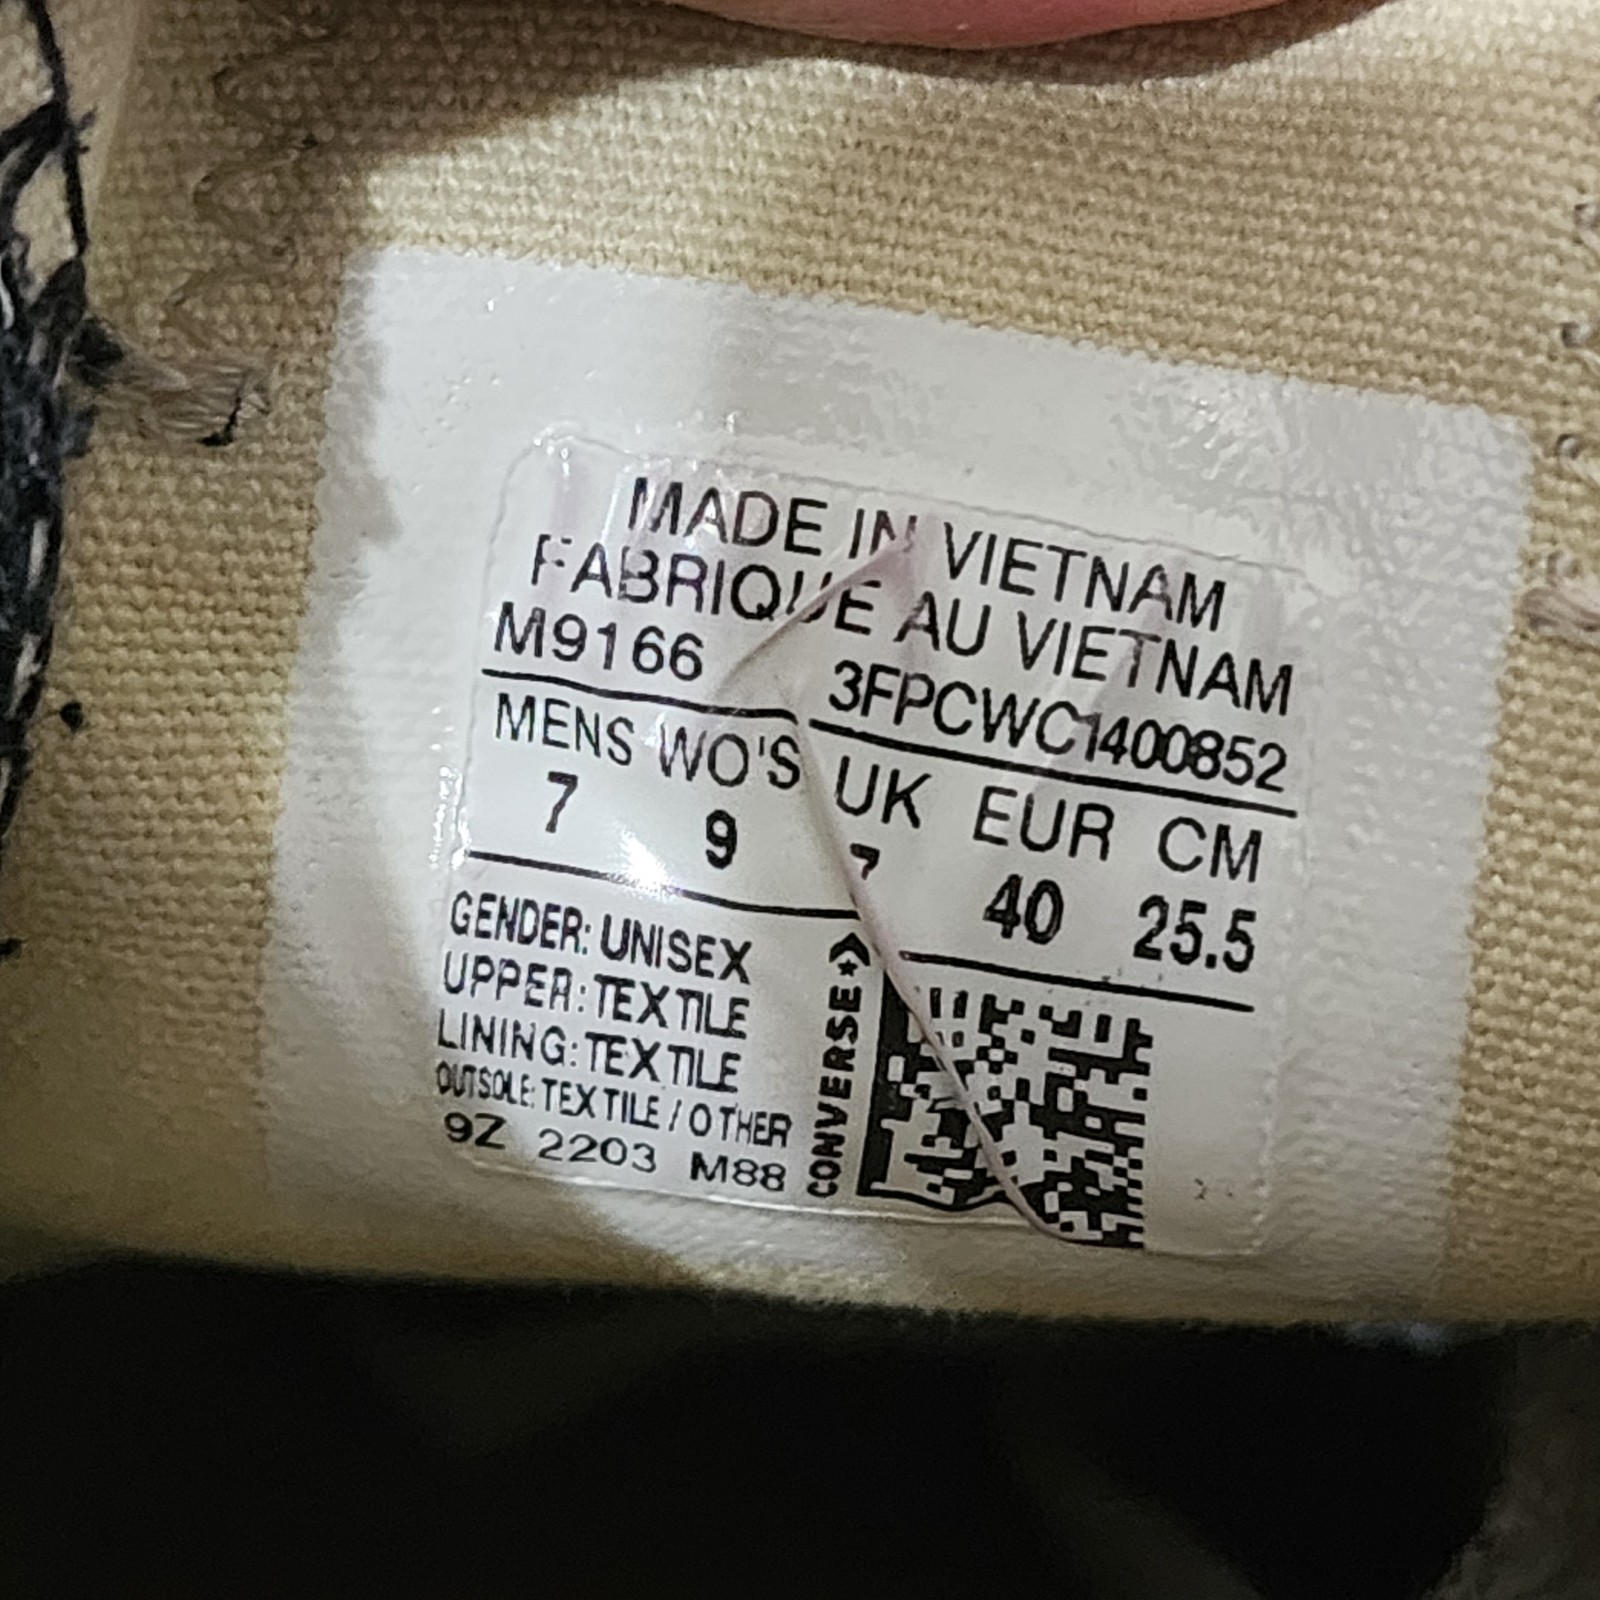 MADE IN VIETNAM
FABRIQUE AU VIETNAM
M9166 3FPCWC1400852
MENS WO'S UK EUR CM
7 9 7 40 25.5
GENDER: UNISEX
UPPER: TEXTILE
LINING: TEXTILE
OUTSOLE: TEXTILE / OTHER
9Z 2203 M88
CONVERSE